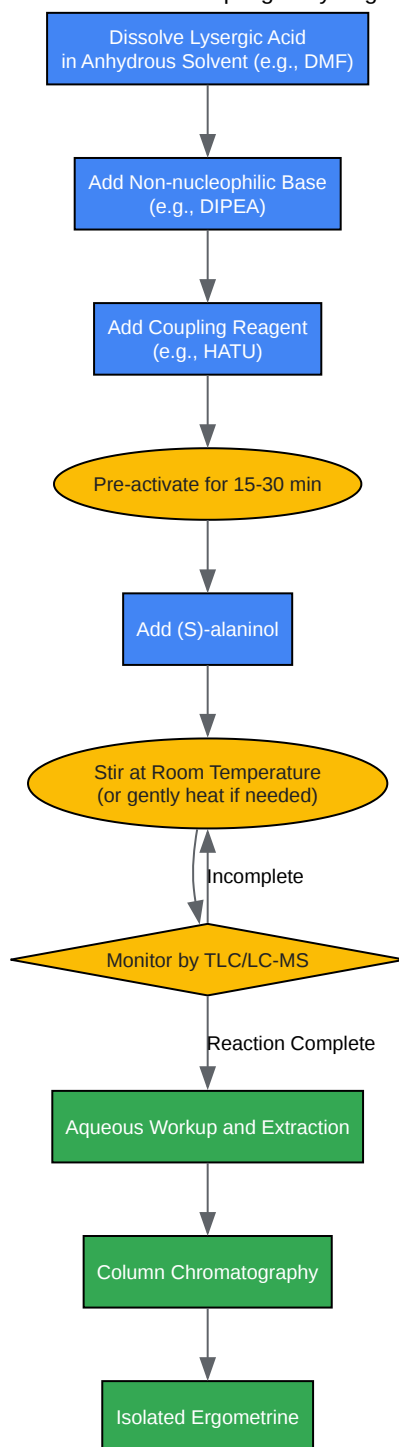 Dissolve Lysergic Acid
in Anhydrous Solvent (e.g., DMF)
Add Non-nucleophilic Base
(e.g., DIPEA)
Add Coupling Reagent
(e.g., HATU)
Pre-activate for 15-30 min
Add (S)-alaninol
Stir at Room Temperature
(or gently heat if needed)
Incomplete
Monitor by TLC/LC-MS
Reaction Complete
Aqueous Workup and Extraction
Column Chromatography
Isolated Ergometrine